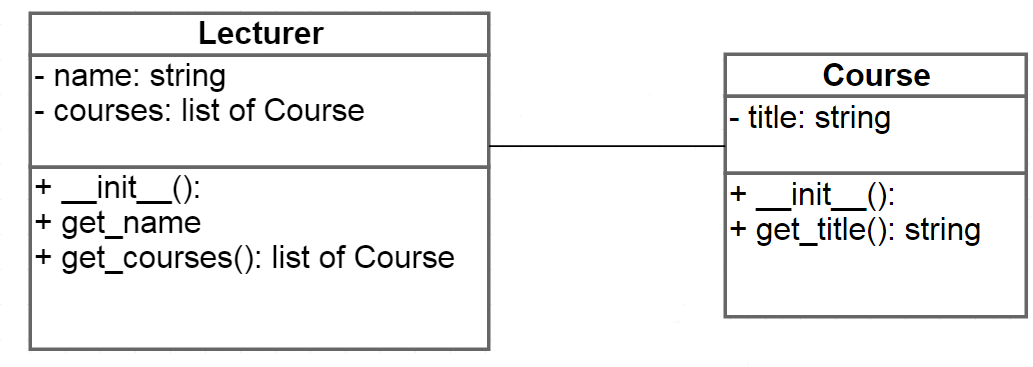 Lecturer
- name: string
- courses: list of Course
+ __init__():
+ get_name
+ get_courses(): list of Course
Course
- title: string
+ __init__():
+ get_title(): string